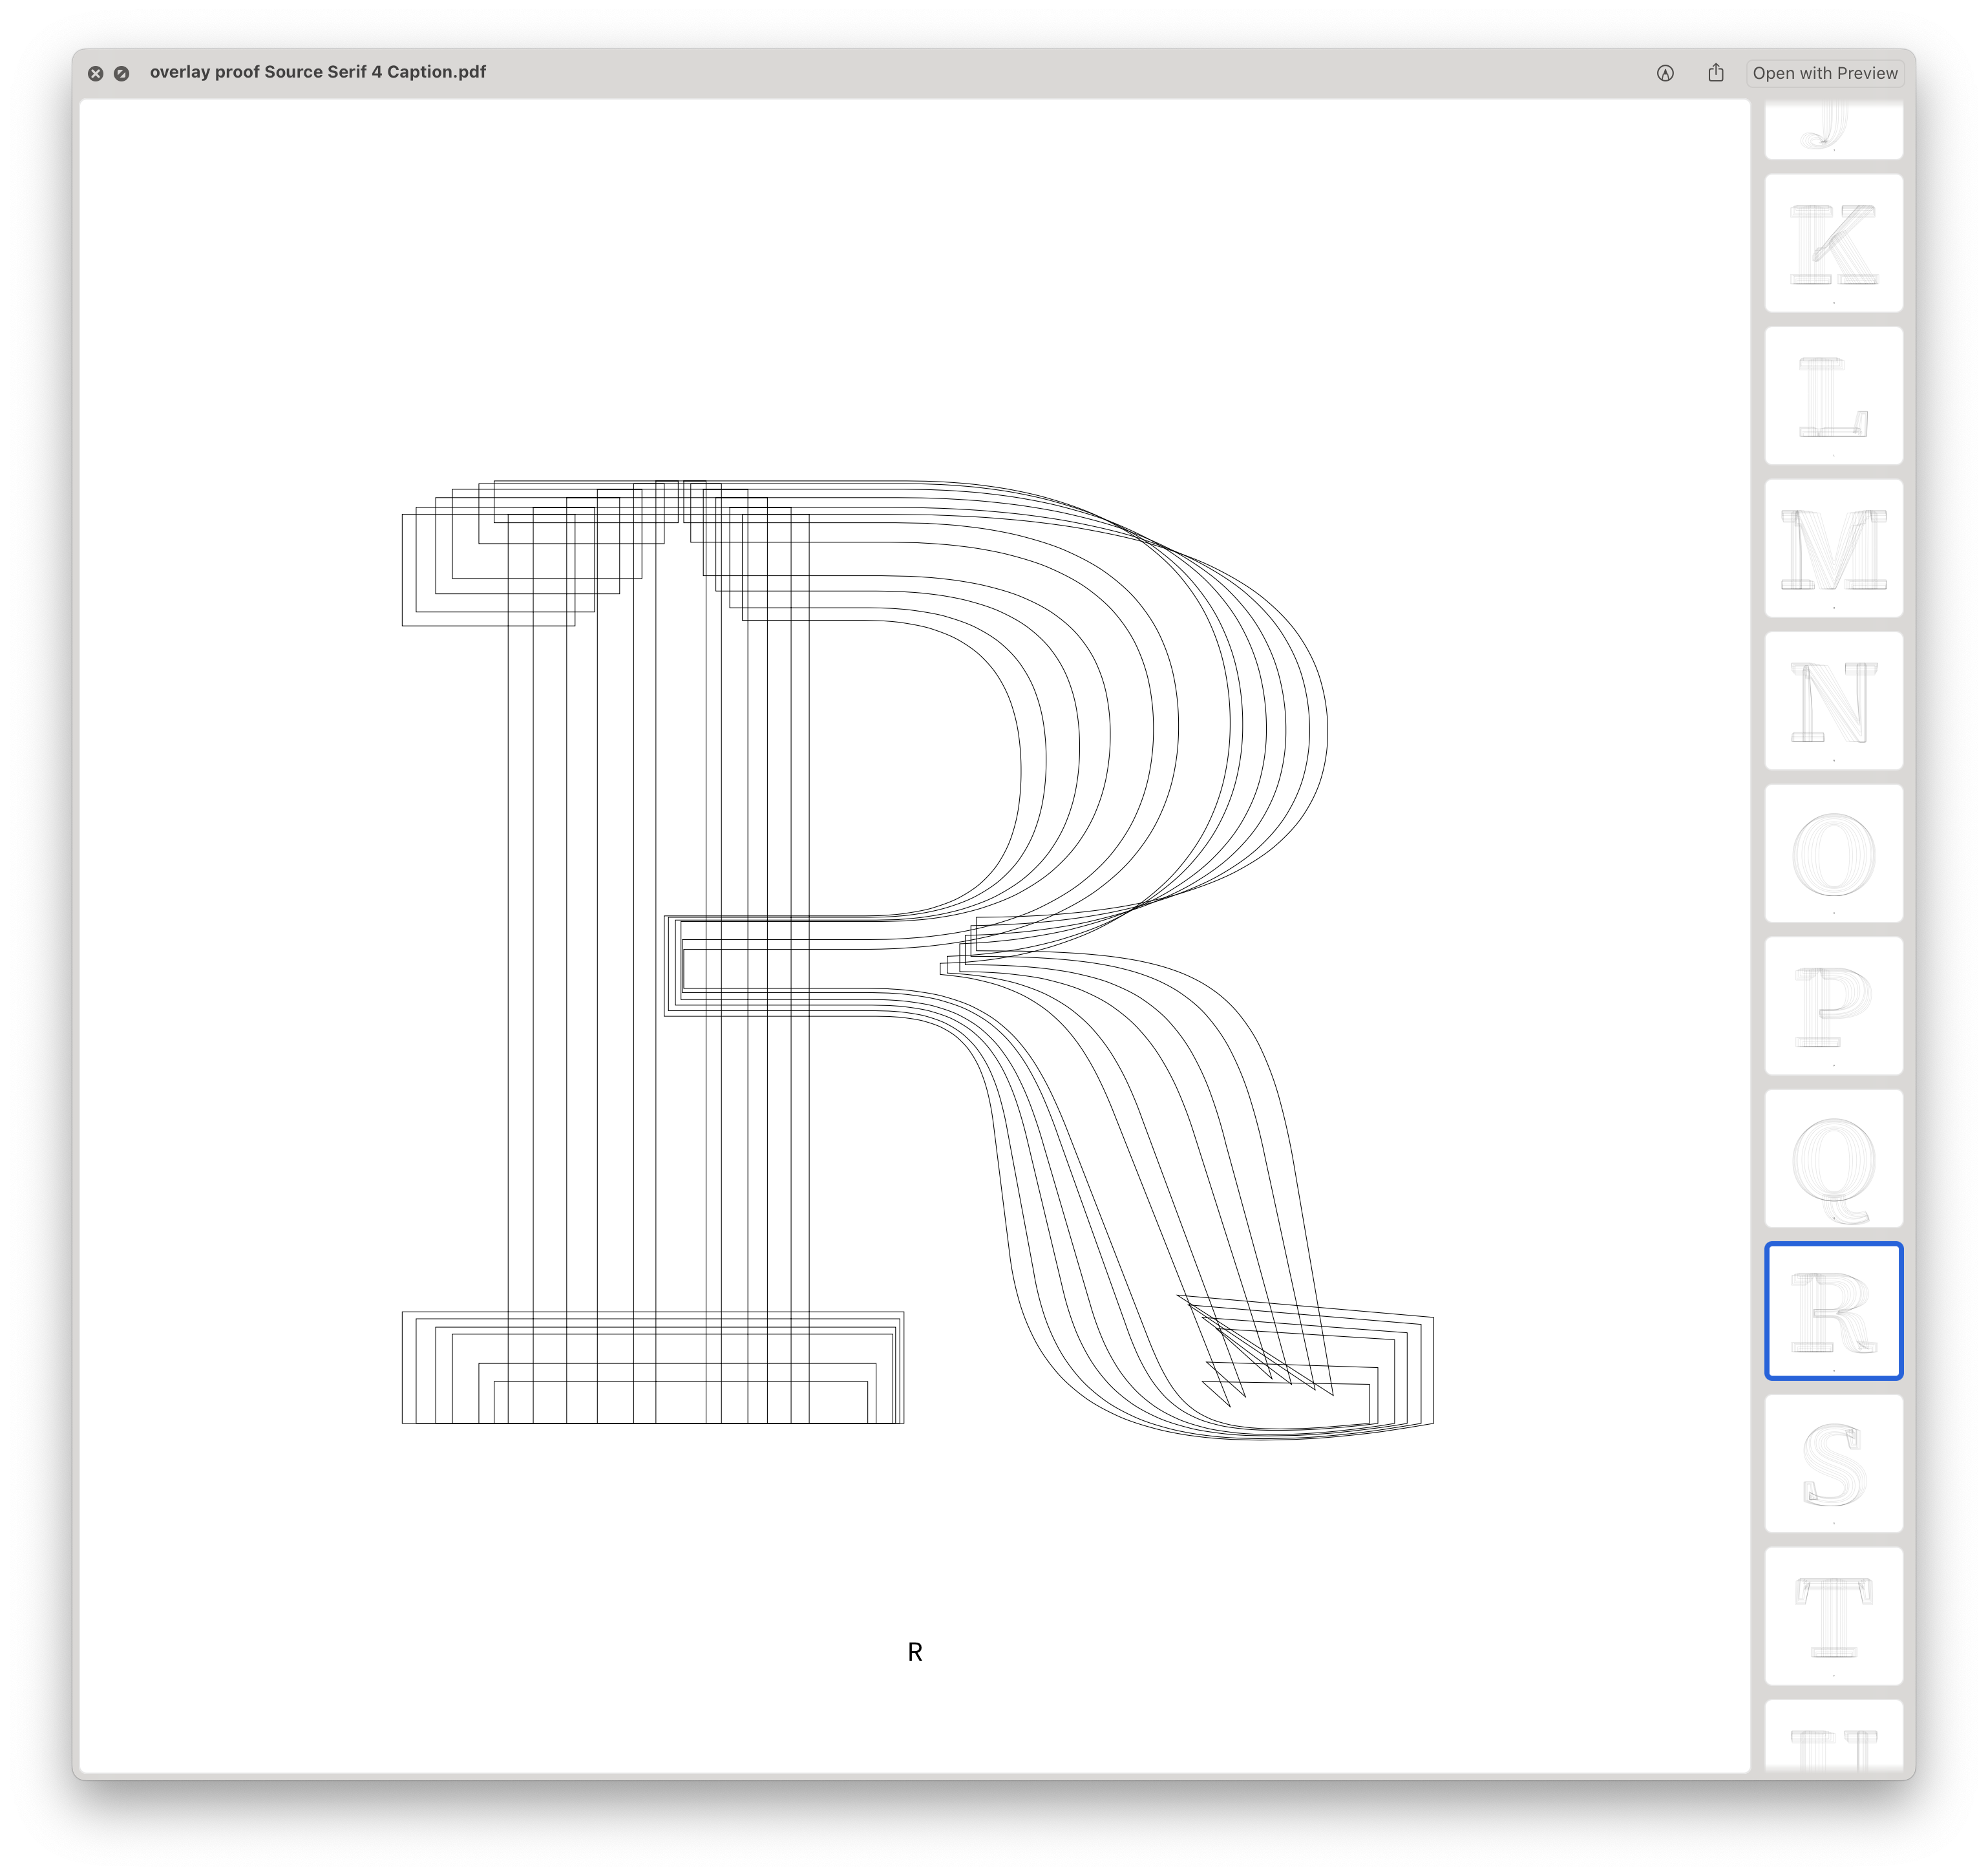 overlay proof Source Serif 4 Caption.pdf
Open with Preview
J
K
L
M
N
O
P
Q
R
S
T
U
R
R